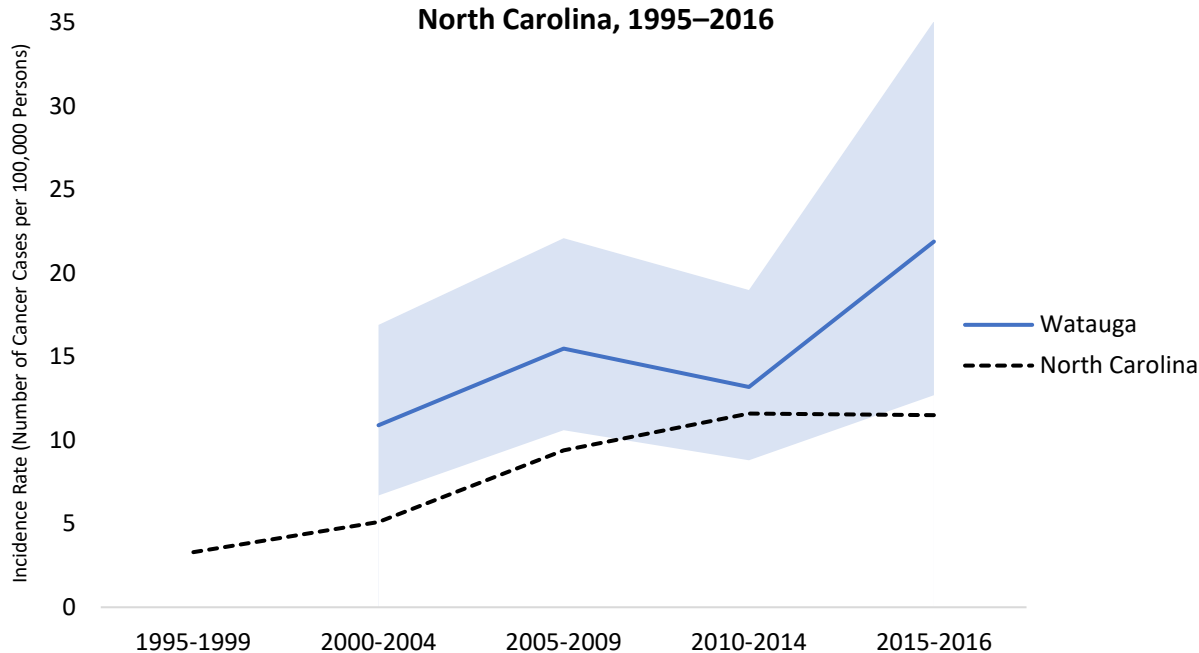 North Carolina, 1995–2016
Incidence Rate (Number of Cancer Cases per 100,000 Persons)
35
30
25
20
15
10
5
0
1995-1999 2000-2004 2005-2009 2010-2014 2015-2016
Watauga
North Carolina